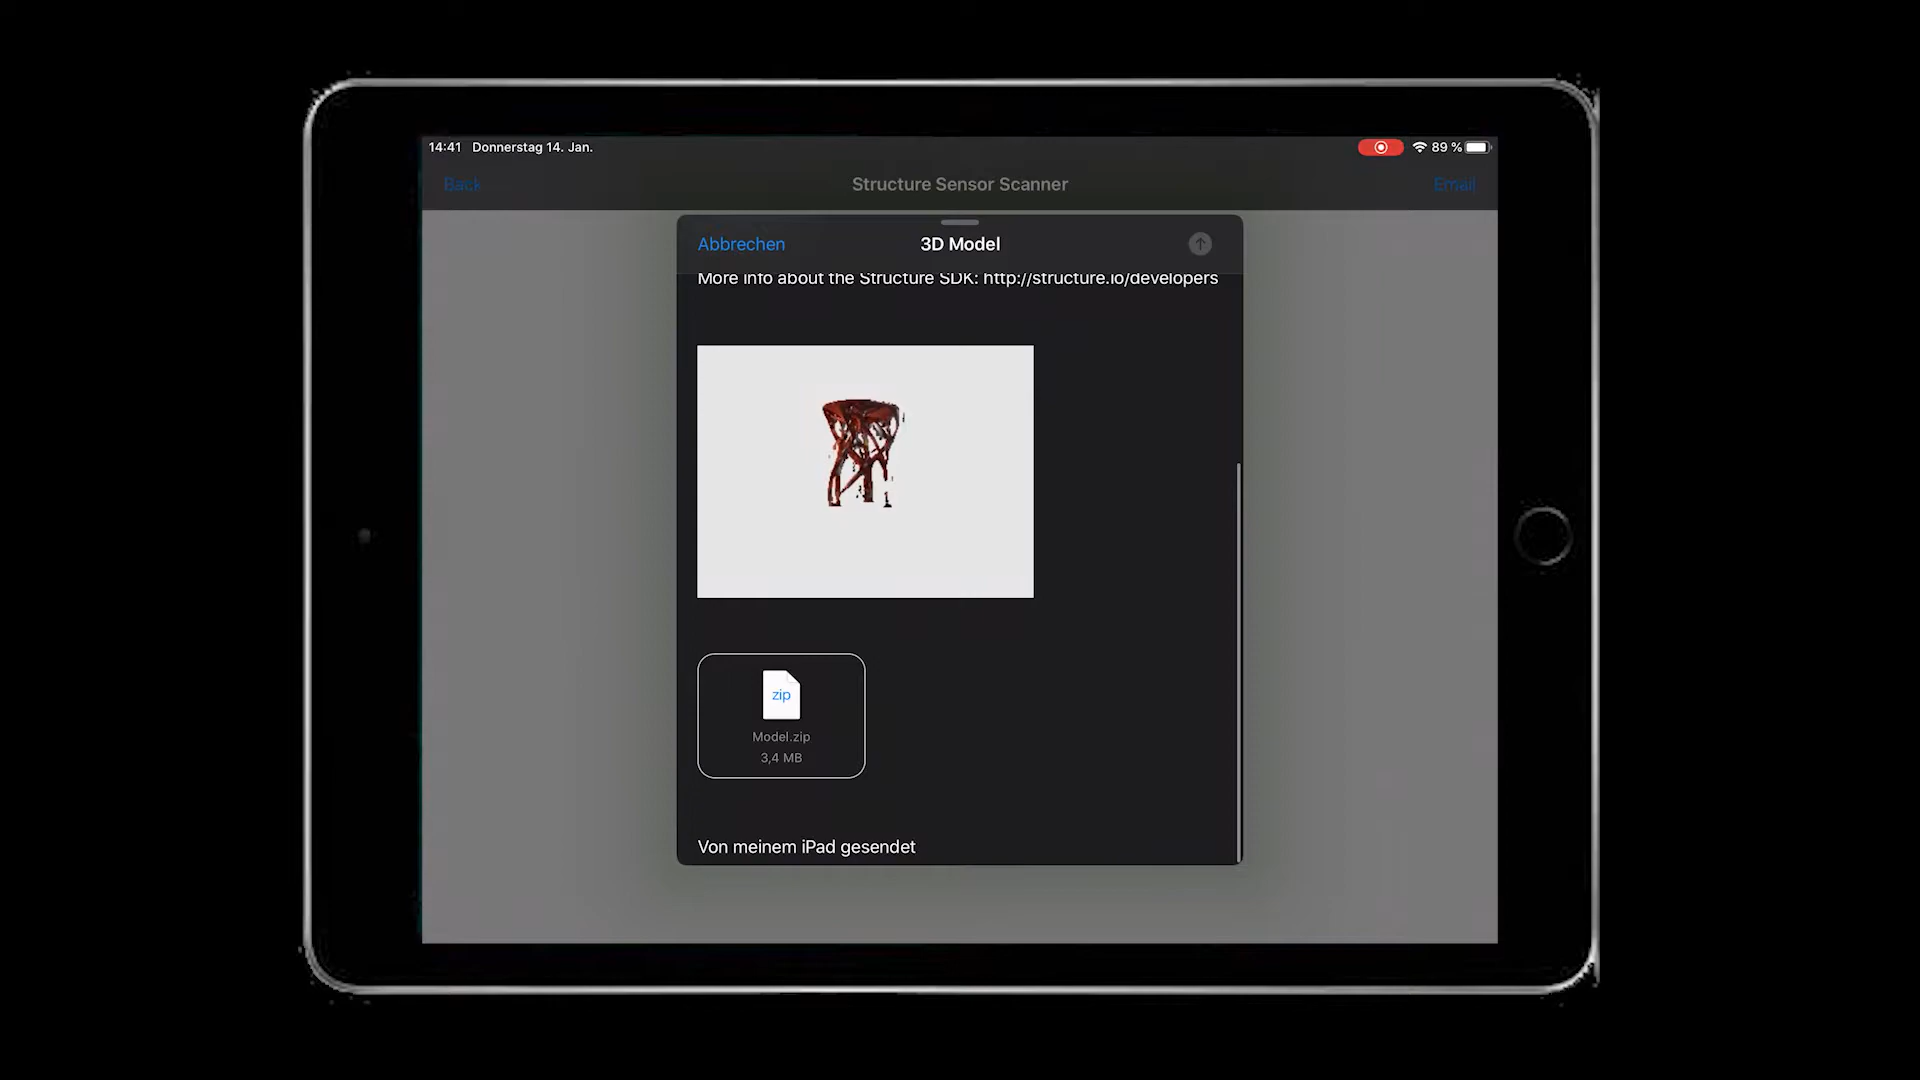 14:41 Donnerstag 14. Jan.
89 %
Back
Structure Sensor Scanner
Email
Abbrechen
3D Model
More info about the Structure SDK: http://structure.io/developers
zip
Model.zip
3,4 MB
Von meinem iPad gesendet